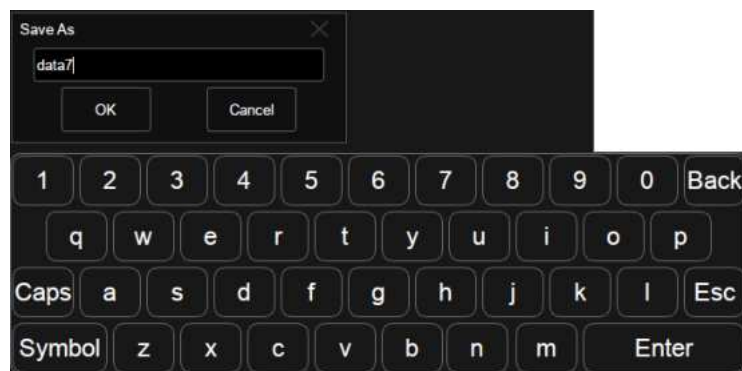 Save As
data7
OK Cancel
1 2 3 4 5 6 7 8 9 0 Back
q w e r t y u i o p
Caps a s d f g h j k l Esc
Symbol z x c v b n m Enter